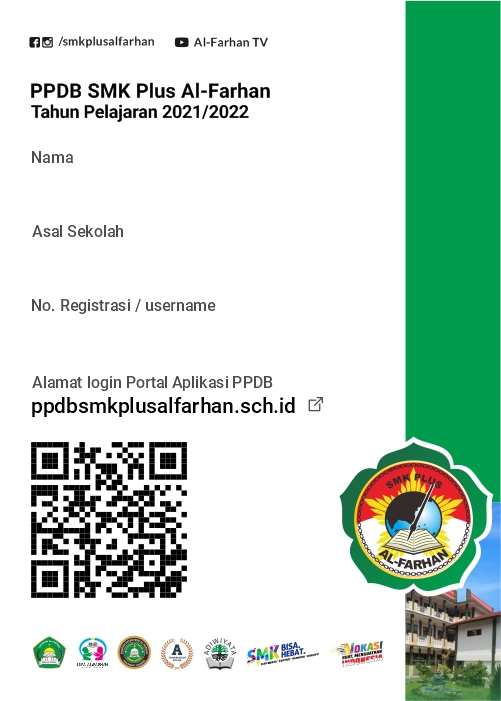 /smkplusalfarhan
Al-Farhan TV
PPDB SMK Plus Al-Farhan
Tahun Pelajaran 2021/2022
Nama
Asal Sekolah
No. Registrasi / username
Alamat login Portal Aplikasi PPDB
ppdbsmkplusalfarhan.sch.id
SMK PLUS
AL-FARHAN
A
ADIWIYATA
SMK BISA,
HEBAT.
VOKASI
INDONESIA